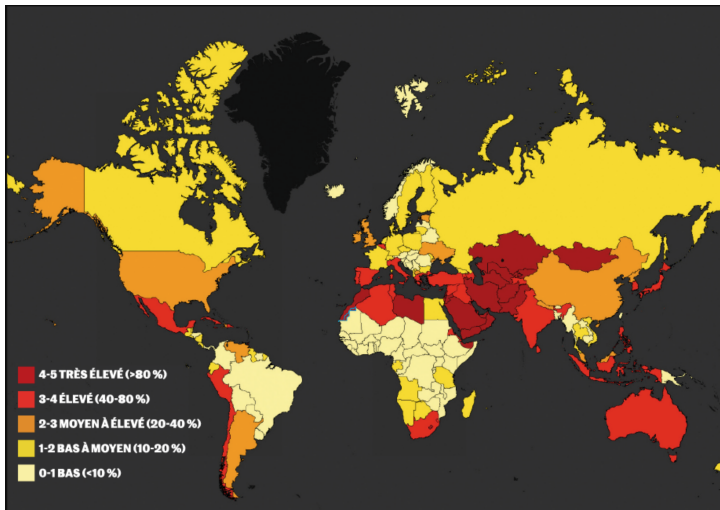 4-5 TRÈS ÉLEVÉ (>80 %)
3-4 ÉLEVÉ (40-80 %)
2-3 MOYEN À ÉLEVÉ (20-40 %)
1-2 BAS À MOYEN (10-20 %)
0-1 BAS (<10 %)